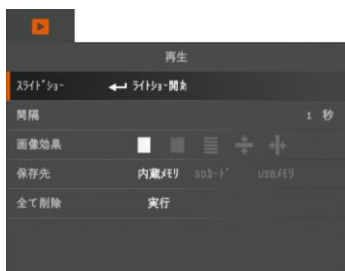 再生
スライドショー ライトショー開始
間隔 1 秒
画像効果
保存先 内蔵メモリ SDカード USBメモリ
全て削除 実行